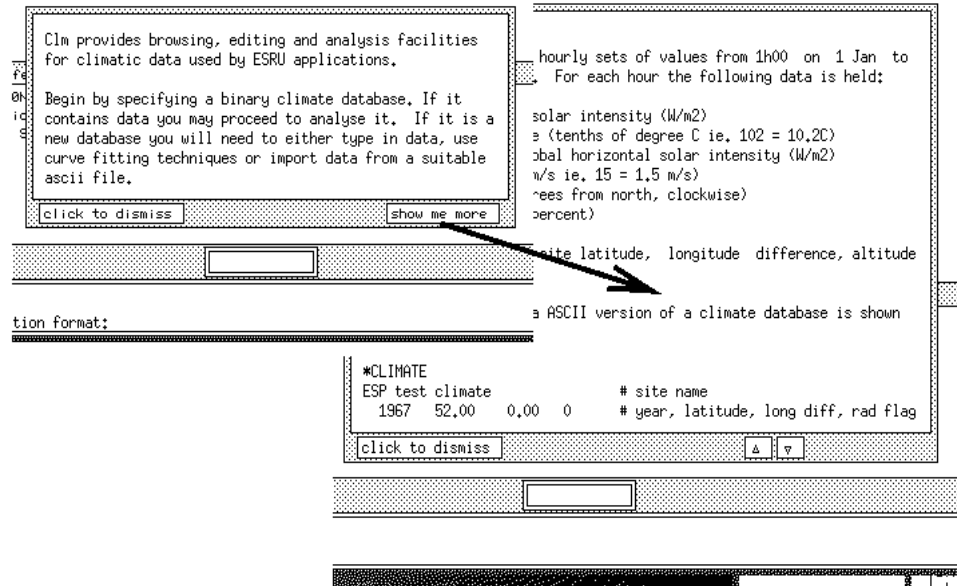 Clm provides browsing, editing and analysis facilities
for climatic data used by ESRU applications.
Begin by specifying a binary climate database. If it
contains data you may proceed to analyse it. If it is a
new database you will need to either type in data, use
curve fitting techniques or import data from a suitable
ascii file.
click to dismiss
show me more
tion format:
hourly sets of values from 1h00 on 1 Jan to
. For each hour the following data is held:
solar intensity (W/m2)
(tenths of degree C ie. 102 = 10.2C)
horizontal solar intensity (W/m2)
m/s ie. 15 = 1.5 m/s)
from north, clockwise)
percent)
site latitude, longitude difference, altitude
a ASCII version of a climate database is shown
*CLIMATE
ESP test climate # site name
1967 52.00 0.00 0 # year, latitude, long diff, rad flag
click to dismiss